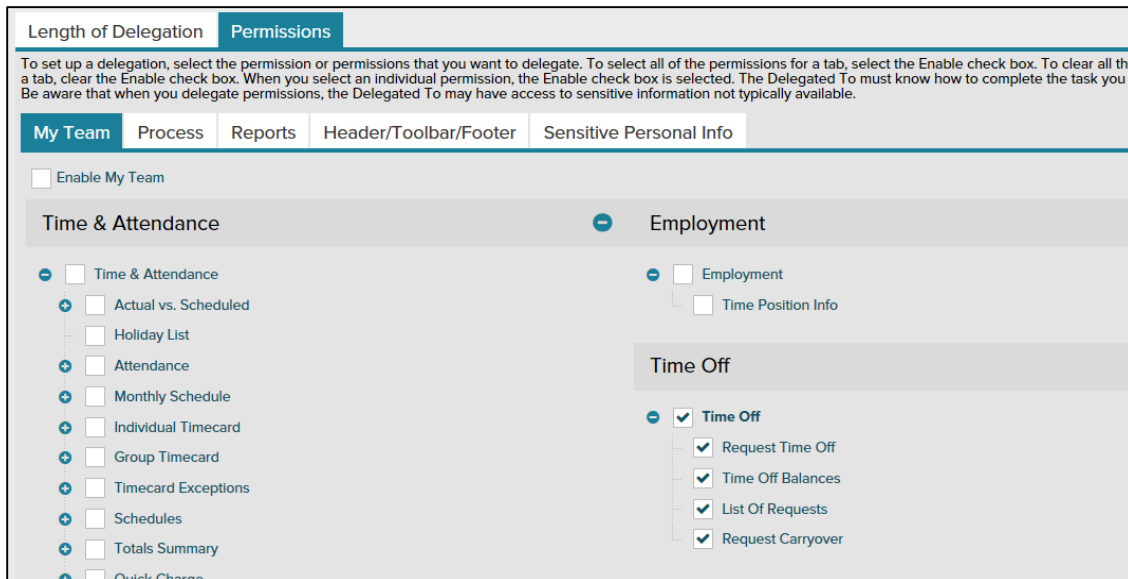 Length of Delegation Permissions
To set up a delegation, select the permission or permissions that you want to delegate. To select all of the permissions for a tab, select the Enable check box. To clear all th
a tab, clear the Enable check box. When you select an individual permission, the Enable check box is selected. The Delegated To must know how to complete the task you
Be aware that when you delegate permissions, the Delegated To may have access to sensitive information not typically available.
My Team Process Reports Header/Toolbar/Footer Sensitive Personal Info
Enable My Team
Time & Attendance
Time & Attendance
Actual vs. Scheduled
Holiday List
Attendance
Monthly Schedule
Individual Timecard
Group Timecard
Timecard Exceptions
Schedules
Totals Summary
Quick Charge
Employment
Employment
Time Position Info
Time Off
Time Off
Request Time Off
Time Off Balances
List Of Requests
Request Carryover